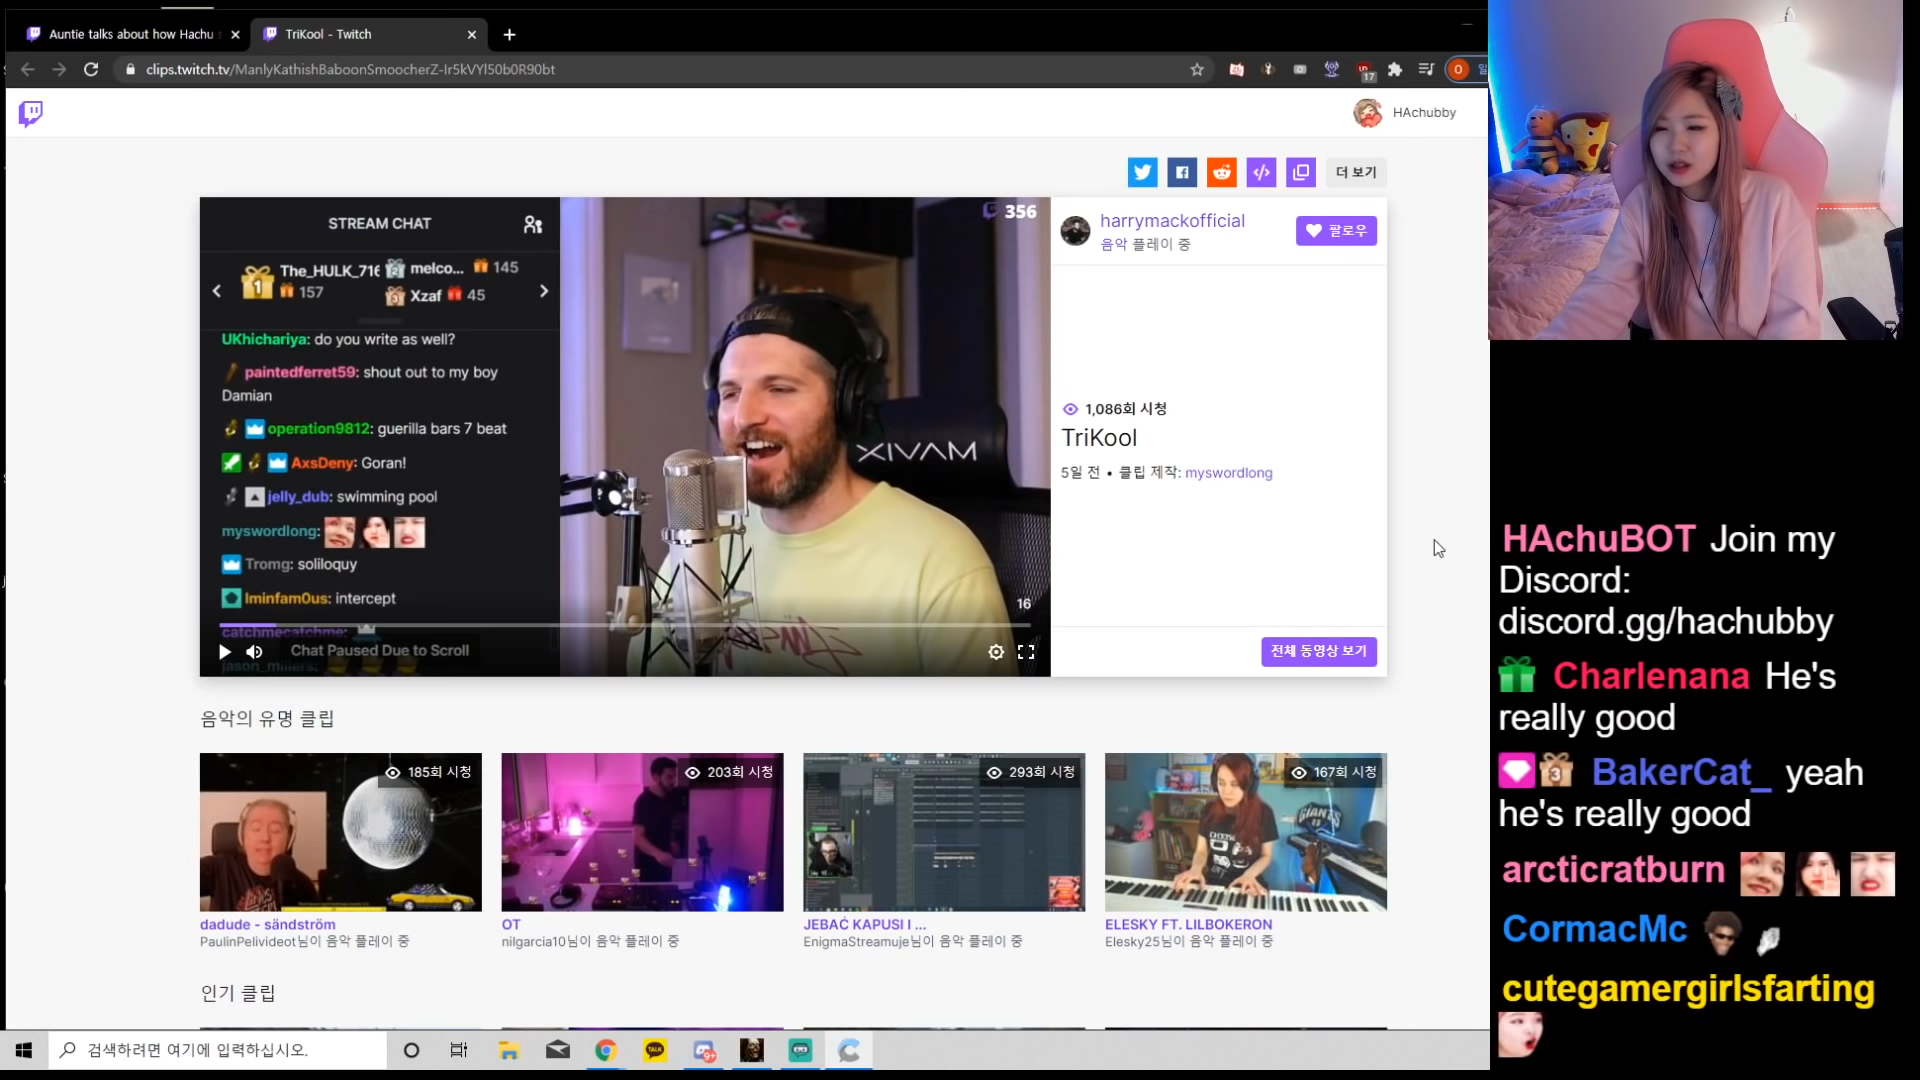 Auntie talks about how Hachu
TriKool - Twitch
clips.twitch.tv/ManlyKathishBaboonSmoocherZ-Ir5kVYl50b0R90bt
17
O
HAchubby
더 보기
STREAM CHAT
1
The_HULK_716
157
2
melco...
145
3
Xzaf
45
UKhichariya: do you write as well?
paintedferret59: shout out to my boy
Damian
operation9812: guerilla bars 7 beat
AxsDeny: Goran!
jelly_dub: swimming pool
myswordlong:
Tromg: soliloquy
Iminfam0us: intercept
catchmecatchme:
jason_millers:
Chat Paused Due to Scroll
356
XIVAM
16
harrymackofficial
음악 플레이 중
팔로우
1,086회 시청
TriKool
5일 전 • 클립 제작: myswordlong
전체 동영상 보기
음악의 유명 클립
185회 시청
203회 시청
293회 시청
167회 시청
GIANTS
dadude - sändström
PaulinPelivideot님이 음악 플레이 중
OT
nilgarcia10님이 음악 플레이 중
JEBAĆ KAPUSI I ...
EnigmaStreamuje님이 음악 플레이 중
ELESKY FT. LILBOKERON
Elesky25님이 음악 플레이 중
인기 클립
검색하려면 여기에 입력하십시오.
TALK
9+
HAchuBOT Join my
Discord:
discord.gg/hachubby
Charlenana He's
really good
3
BakerCat_ yeah
he's really good
arcticratburn
CormacMc
cutegamergirlsfarting